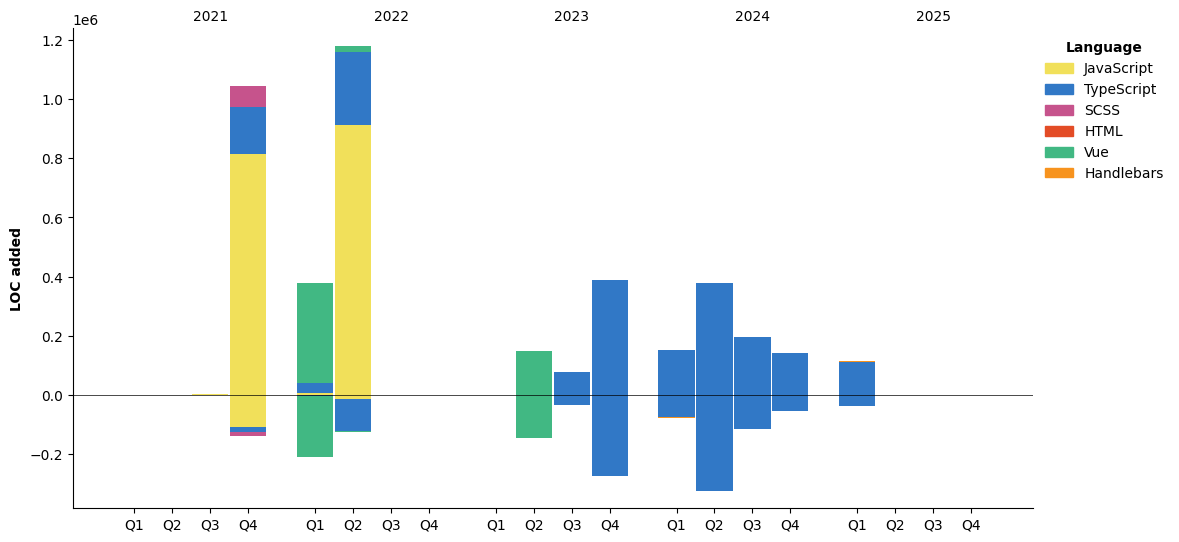 2021 2022 2023 2024 2025
1e6
1.2
1.0
0.8
0.6
0.4
0.2
0.0
−0.2
LOC added
Q1 Q2 Q3 Q4 Q1 Q2 Q3 Q4 Q1 Q2 Q3 Q4 Q1 Q2 Q3 Q4 Q1 Q2 Q3 Q4
Language
JavaScript
TypeScript
SCSS
HTML
Vue
Handlebars